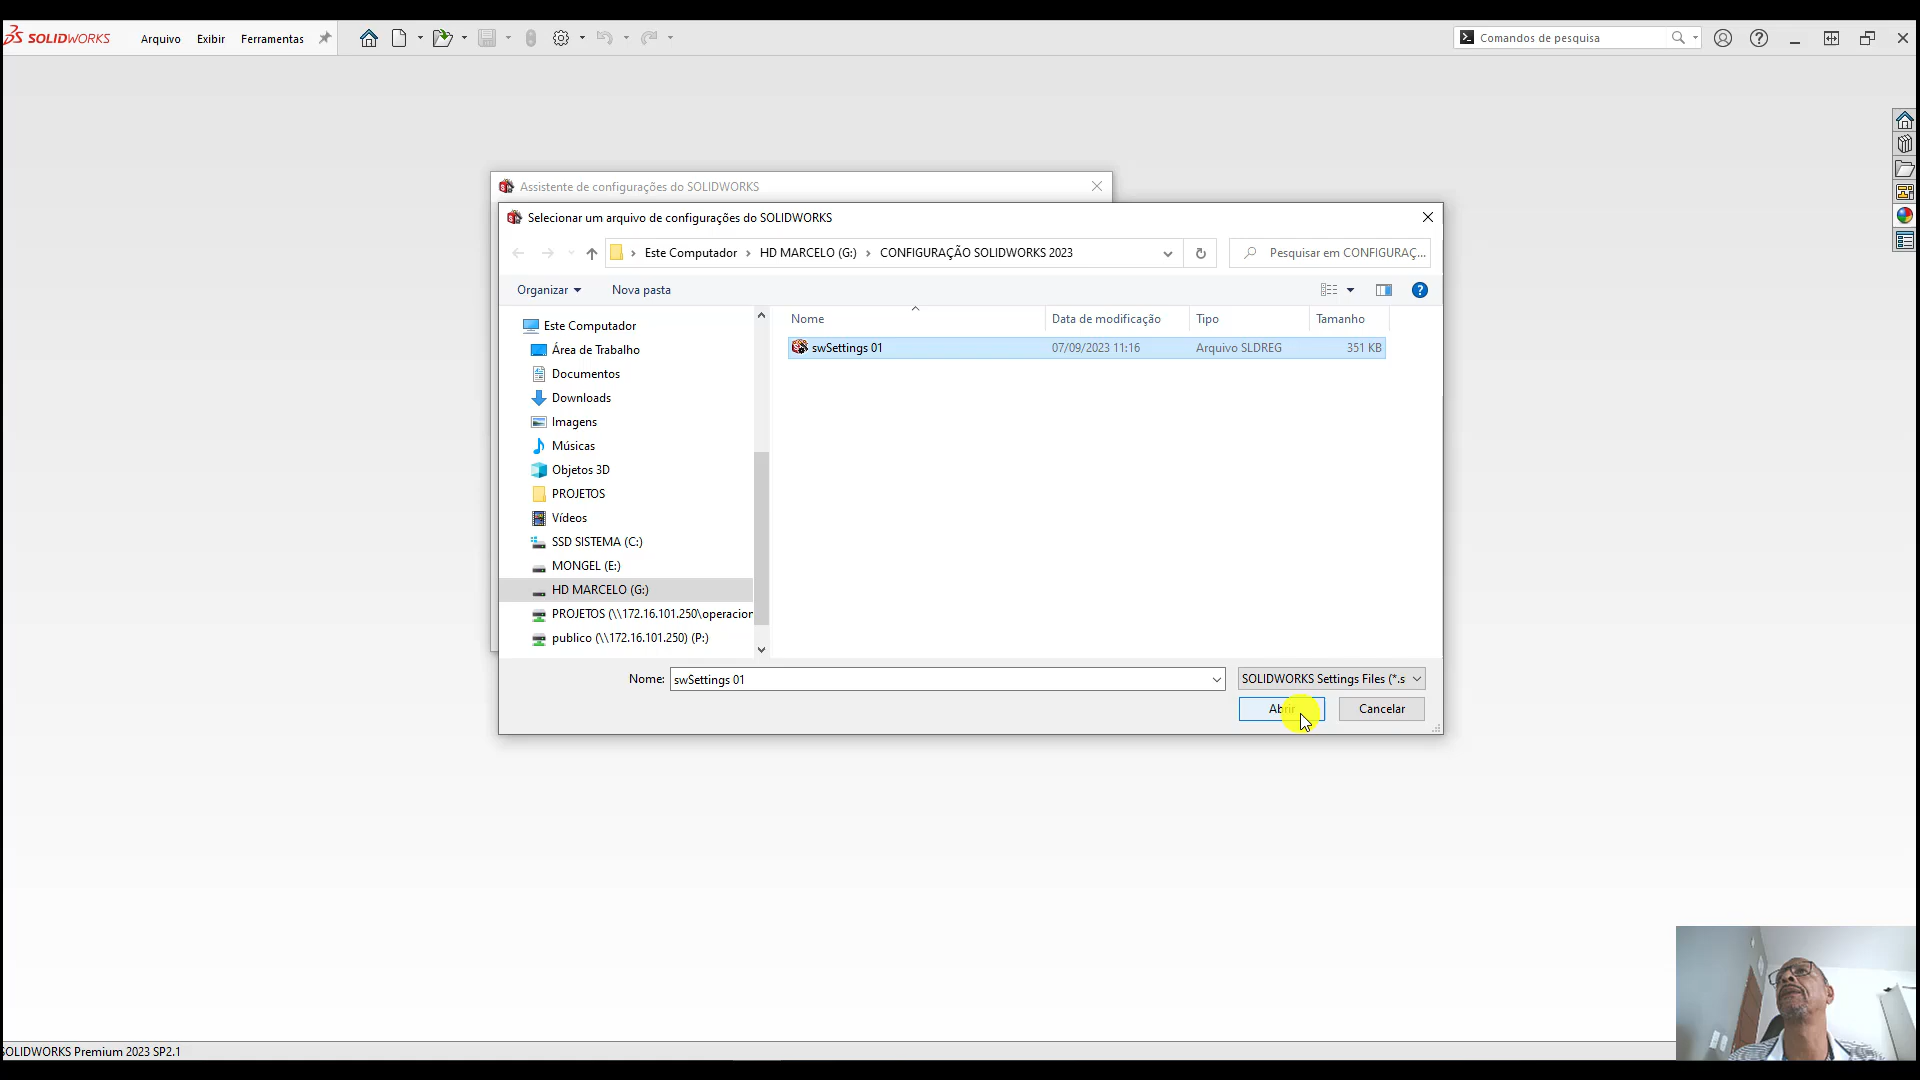 SOLIDWORKS
Arquivo
Exibir
Ferramentas
Comandos de pesquisa
Assistente de configurações do SOLIDWORKS
Selecionar um arquivo de configurações do SOLIDWORKS
Este Computador
HD MARCELO (G:)
CONFIGURAÇÃO SOLIDWORKS 2023
Pesquisar em CONFIGURAÇ...
Organizar
Nova pasta
Nome
Data de modificação
Tipo
Tamanho
swSettings 01
07/09/2023 11:16
Arquivo SLDREG
351 KB
Este Computador
Área de Trabalho
Documentos
Downloads
Imagens
Músicas
Objetos 3D
PROJETOS
Vídeos
SSD SISTEMA (C:)
MONGEL (E:)
HD MARCELO (G:)
PROJETOS (\\172.16.101.250\operacion
publico (\\172.16.101.250) (P:)
Nome:
swSettings 01
SOLIDWORKS Settings Files (*.s
Abrir
Cancelar
SOLIDWORKS Premium 2023 SP2.1